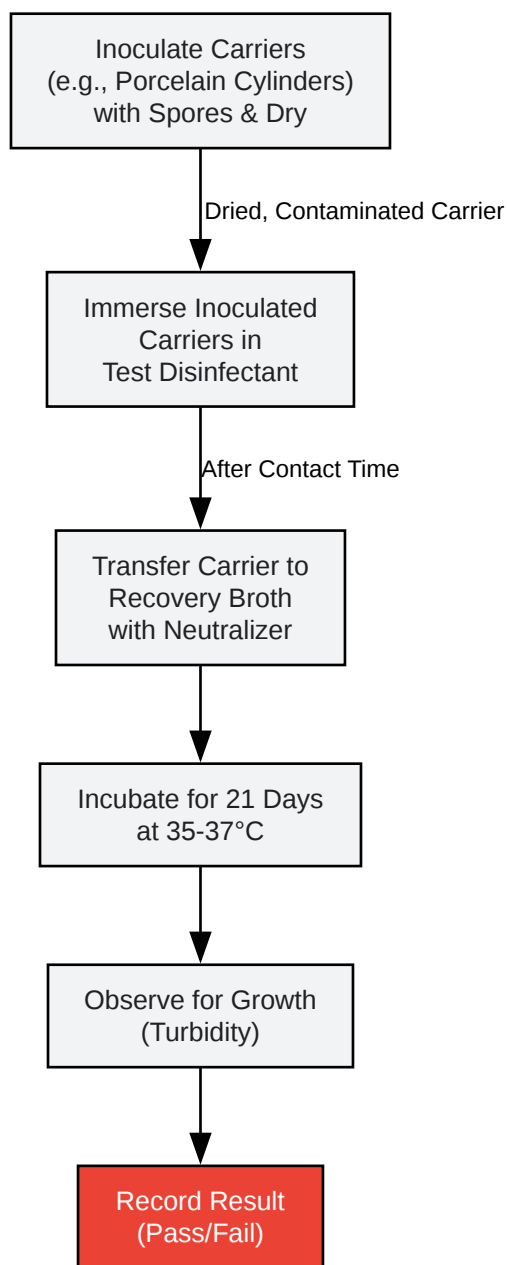 Inoculate Carriers
(e.g., Porcelain Cylinders)
with Spores & Dry
Dried, Contaminated Carrier
Immerse Inoculated
Carriers in
Test Disinfectant
After Contact Time
Transfer Carrier to
Recovery Broth
with Neutralizer
Incubate for 21 Days
at 35-37°C
Observe for Growth
(Turbidity)
Record Result
(Pass/Fail)